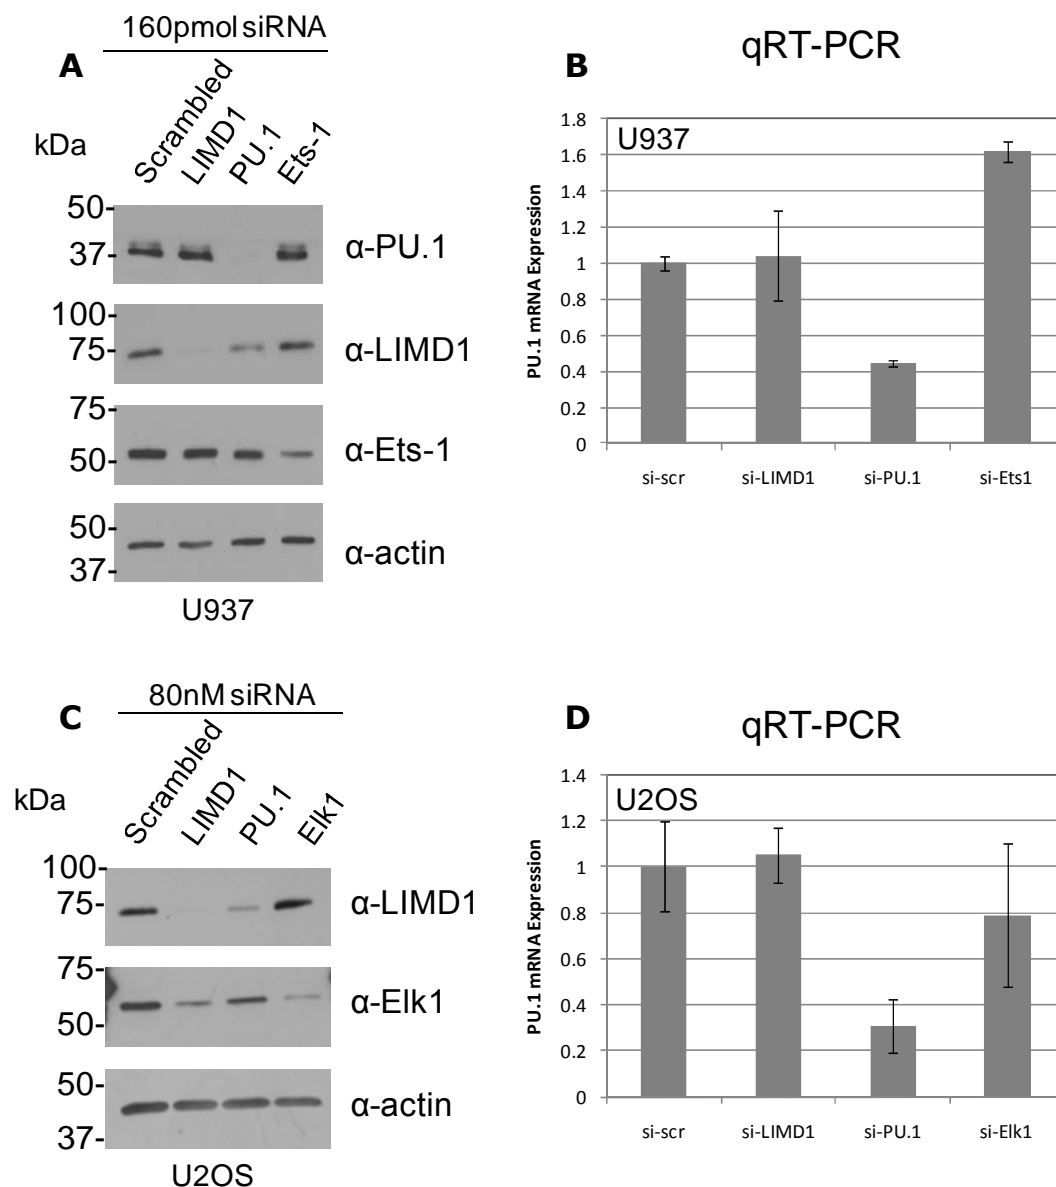 160pmol siRNA
A
kDa
Scrambled
LIMD1
PU.1
Ets-1
50-
37-
α-PU.1
100-
75-
α-LIMD1
75-
50-
α-Ets-1
50-
37-
α-actin
U937
B
qRT-PCR
U937
PU.1 mRNA Expression
1.8
1.6
1.4
1.2
1
0.8
0.6
0.4
0.2
0
si-scr si-LIMD1 si-PU.1 si-Ets1
80nM siRNA
C
kDa
Scrambled
LIMD1
PU.1
Elk1
100-
75-
α-LIMD1
75-
50-
α-Elk1
50-
37-
α-actin
U2OS
D
qRT-PCR
U2OS
PU.1 mRNA Expression
1.4
1.2
1
0.8
0.6
0.4
0.2
0
si-scr si-LIMD1 si-PU.1 si-Elk1